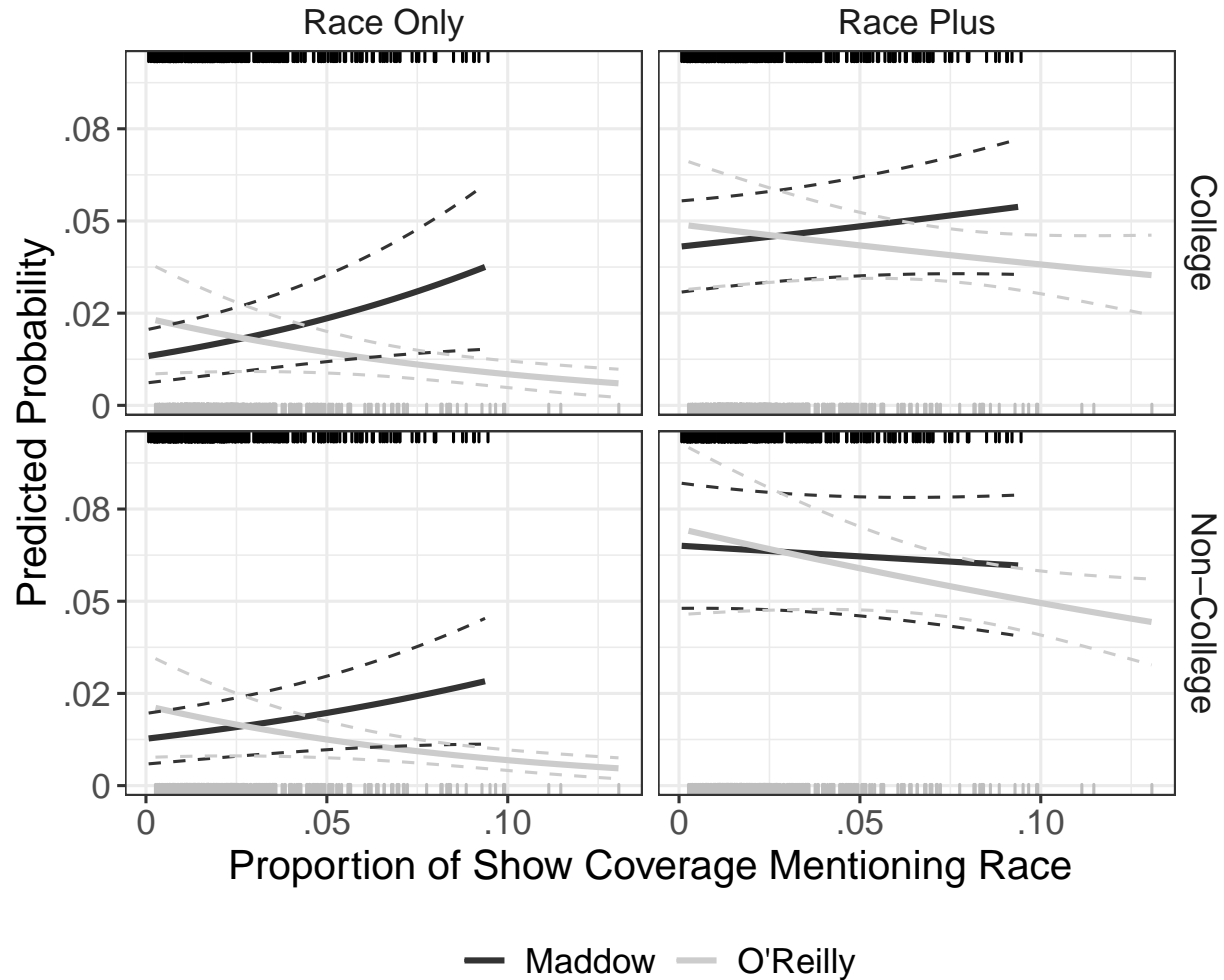 Race Only
Race Plus
Predicted Probability
.08
.05
.02
0
College
.08
.05
.02
0
Non−College
0
.05
.10
0
.05
.10
Proportion of Show Coverage Mentioning Race
Maddow
O'Reilly